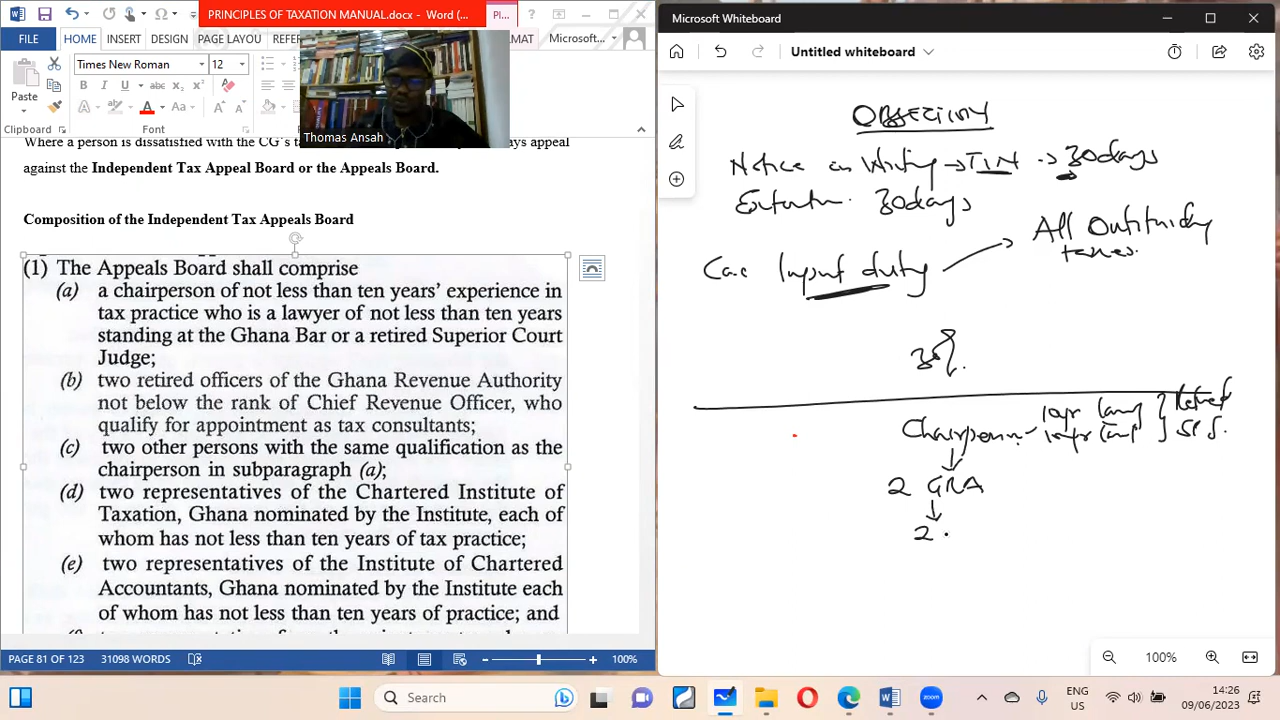 PRINCIPLES OF TAXATION MANUAL.docx - Word (...
Pl...
FILE
HOME
INSERT
DESIGN
PAGE LAYOU
REFER
MAT
Microsoft...
Times New Roman
12
Paste
B I U
A
Aa
Clipboard
Font
Thomas Ansah
Where a person is dissatisfied with the CG's ta
ays appeal
against the Independent Tax Appeal Board or the Appeals Board.
Composition of the Independent Tax Appeals Board
(1) The Appeals Board shall comprise
(a) a chairperson of not less than ten years' experience in
tax practice who is a lawyer of not less than ten years
standing at the Ghana Bar or a retired Superior Court
Judge;
(b) two retired officers of the Ghana Revenue Authority
not below the rank of Chief Revenue Officer, who
qualify for appointment as tax consultants;
(c) two other persons with the same qualification as the
chairperson in subparagraph (a);
(d) two representatives of the Chartered Institute of
Taxation, Ghana nominated by the Institute, each of
whom has not less than ten years of tax practice;
(e) two representatives of the Institute of Chartered
Accountants, Ghana nominated by the Institute each
of whom has not less than ten years of practice; and
PAGE 81 OF 123
31098 WORDS
100%
Microsoft Whiteboard
Untitled whiteboard
Notice in Writing → TIN → 30days
30days
duty
All
30%
Chairperson
2 GRA
2
100%
Search
ENG
US
14:26
09/06/2023